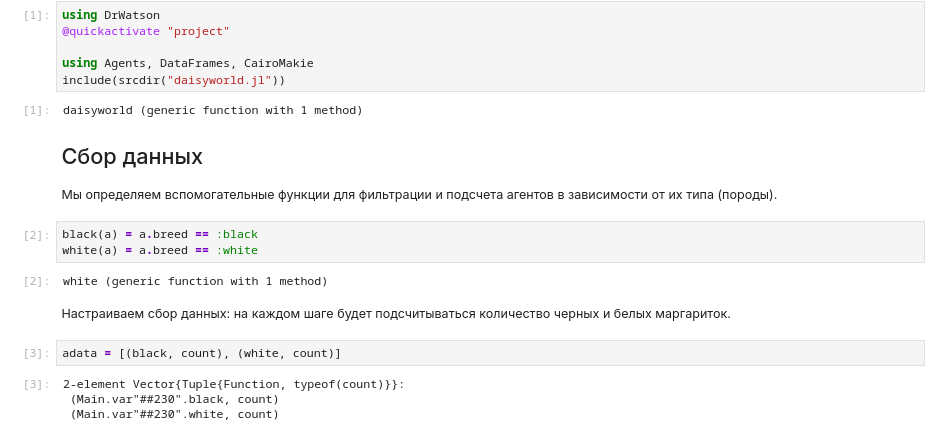 [1]: using DrWatson
@quickactivate "project"
using Agents, DataFrames, CairoMakie
include(srcdir("daisyworld.jl"))
[1]: daisyworld (generic function with 1 method)
Сбор данных
Мы определяем вспомогательные функции для фильтрации и подсчета агентов в зависимости от их типа (породы).
[2]: black(a) = a.breed == :black
white(a) = a.breed == :white
[2]: white (generic function with 1 method)
Настраиваем сбор данных: на каждом шаге будет подсчитываться количество черных и белых маргариток.
[3]: adata = [(black, count), (white, count)]
[3]: 2-element Vector{Tuple{Function, typeof(count)}}:
(Main.var"##230".black, count)
(Main.var"##230".white, count)